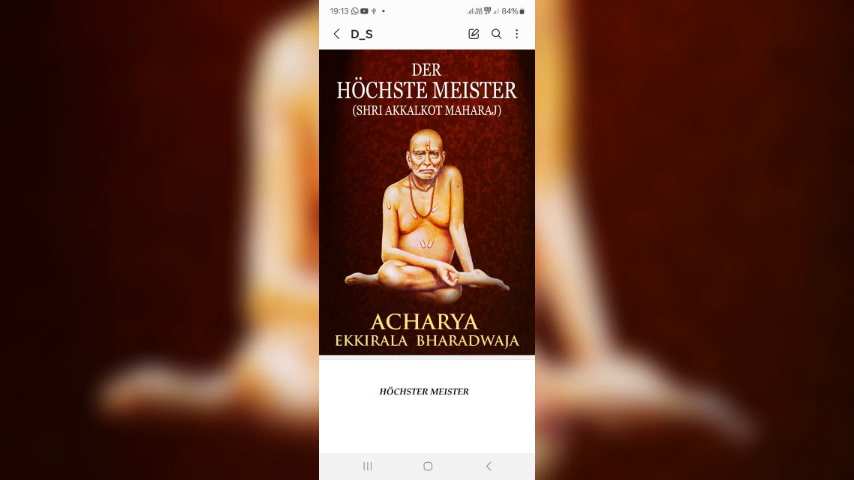 19:13
84%
D_S
DER
HÖCHSTE MEISTER
(SHRI AKKALKOT MAHARAJ)
ACHARYA
EKKIRALA BHARADWAJA
HÖCHSTER MEISTER